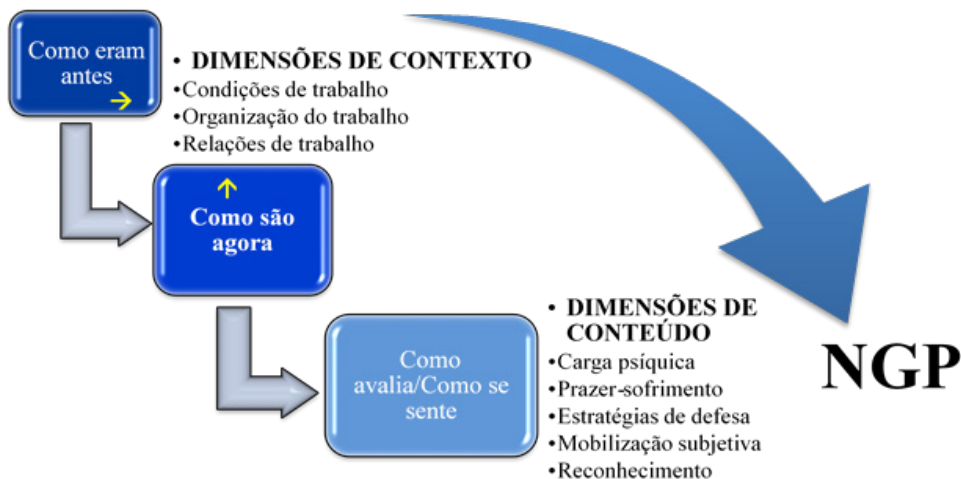 Como eram
antes
• DIMENSÕES DE CONTEXTO
•Condições de trabalho
•Organização do trabalho
•Relações de trabalho
Como são
agora
Como
avalia/Como se
sente
• DIMENSÕES DE
CONTEÚDO
•Carga psíquica
•Prazer-sofrimento
•Estratégias de defesa
•Mobilização subjetiva
•Reconhecimento
NGP